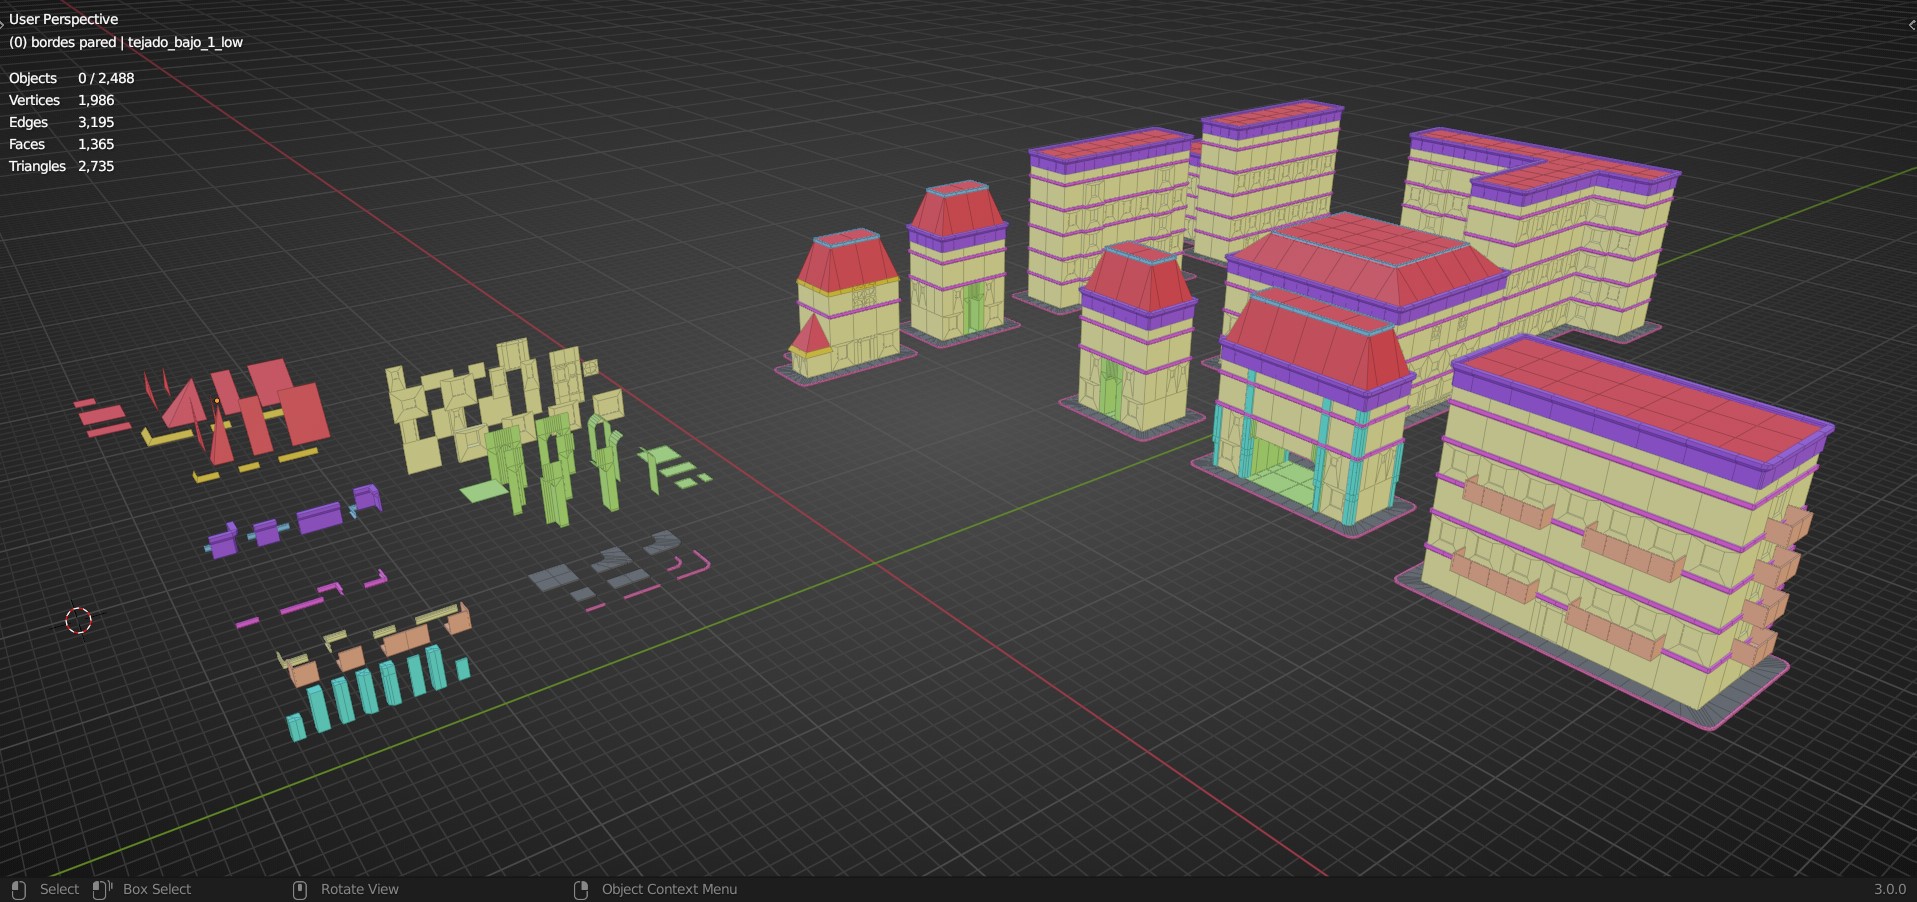 User Perspective
(0) bordes pared | tejado_bajo_1_low
Objects 0 / 2,488
Vertices 1,986
Edges 3,195
Faces 1,365
Triangles 2,735
Select Box Select Rotate View Object Context Menu 3.0.0